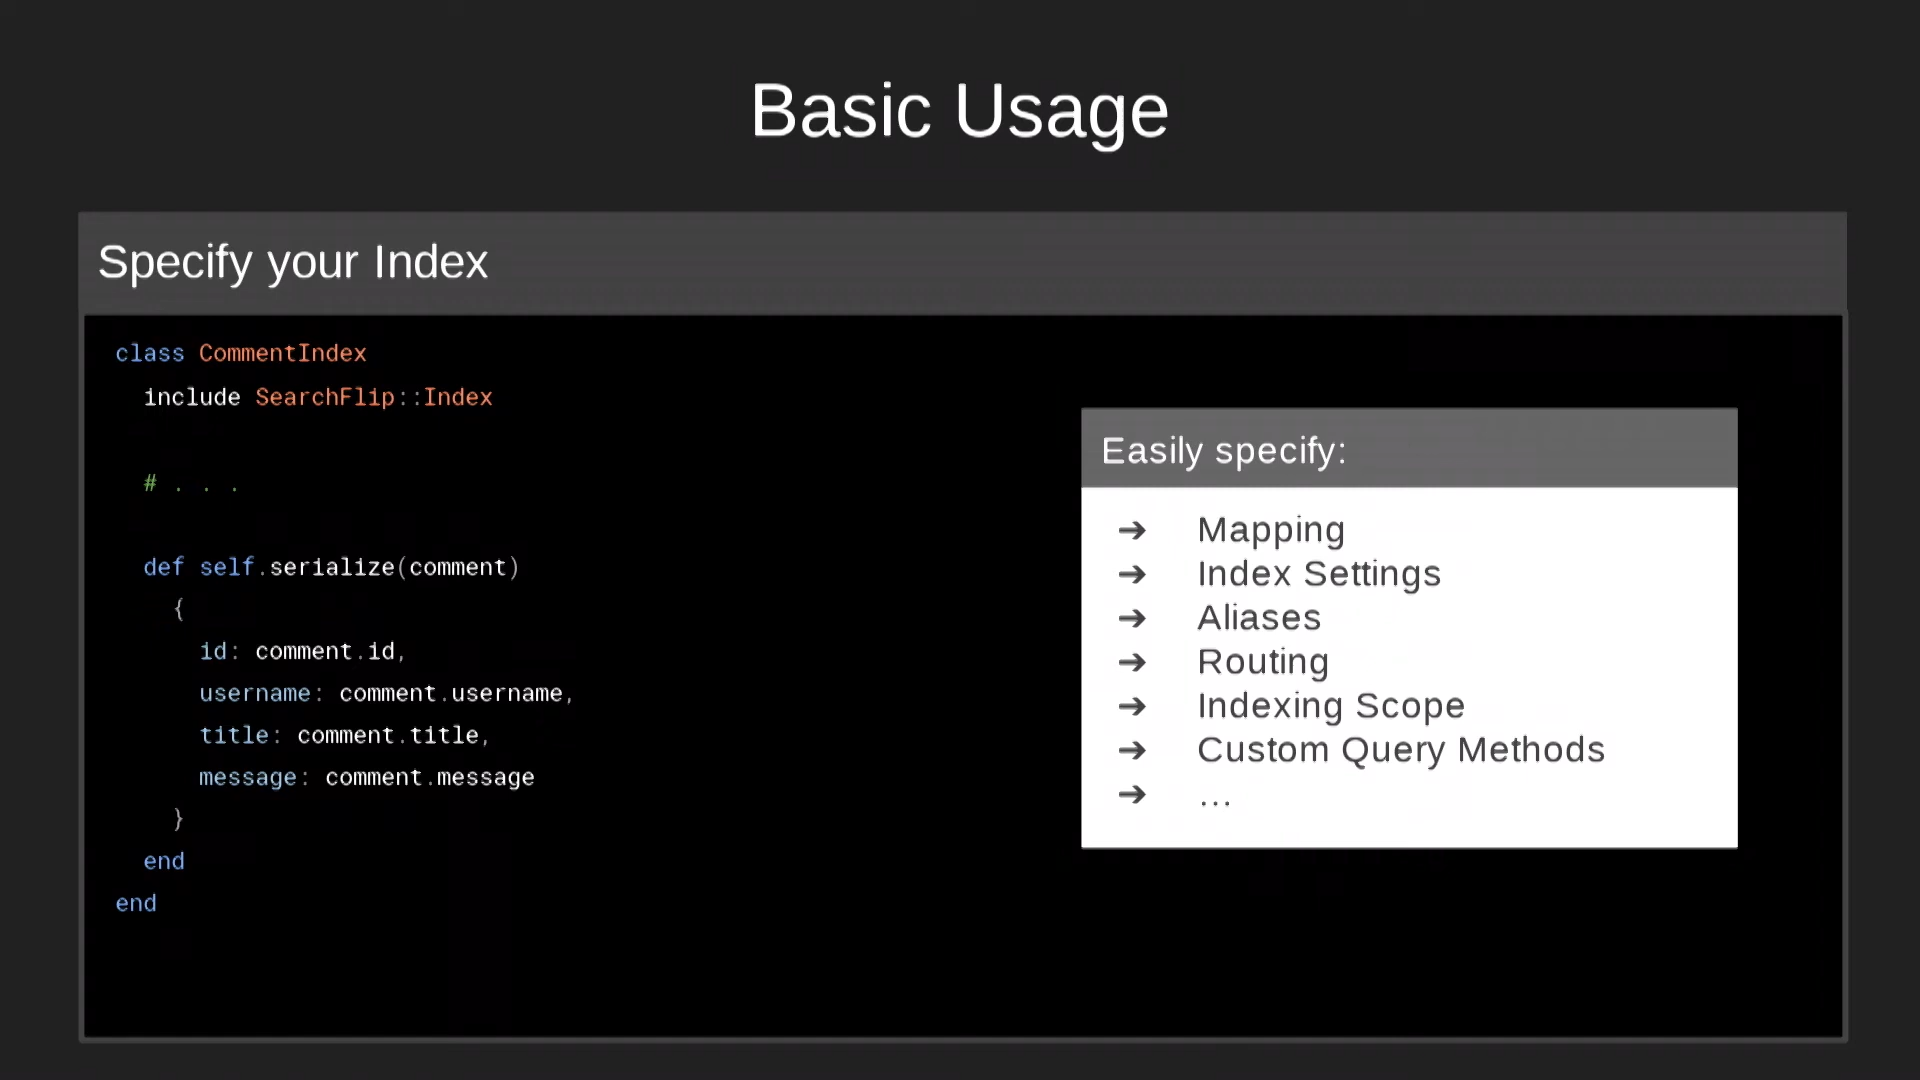 Basic Usage
Specify your Index
class CommentIndex
include SearchFlip::Index
# . . .
def self.serialize(comment)
{
id: comment.id,
username: comment.username,
title: comment.title,
message: comment.message
}
end
end
Easily specify:
➔ Mapping
➔ Index Settings
➔ Aliases
➔ Routing
➔ Indexing Scope
➔ Custom Query Methods
➔ …